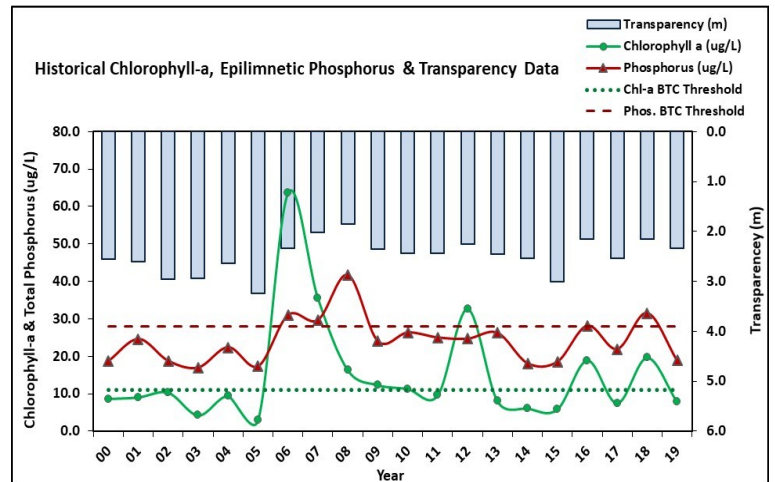 Historical Chlorophyll-a, Epilimnetic Phosphorus & Transparency Data
Transparency (m)
Chlorophyll a (ug/L)
Phosphorus (ug/L)
Chl-a BTC Threshold
Phos. BTC Threshold
Chlorophyll-a & Total Phosphorus (ug/L)
80.0
70.0
60.0
50.0
40.0
30.0
20.0
10.0
0.0
0.0
1.0
2.0
3.0
4.0
5.0
6.0
Transparencey (m)
00 01 02 03 04 05 06 07 08 09 10 11 12 13 14 15 16 17 18 19
Year